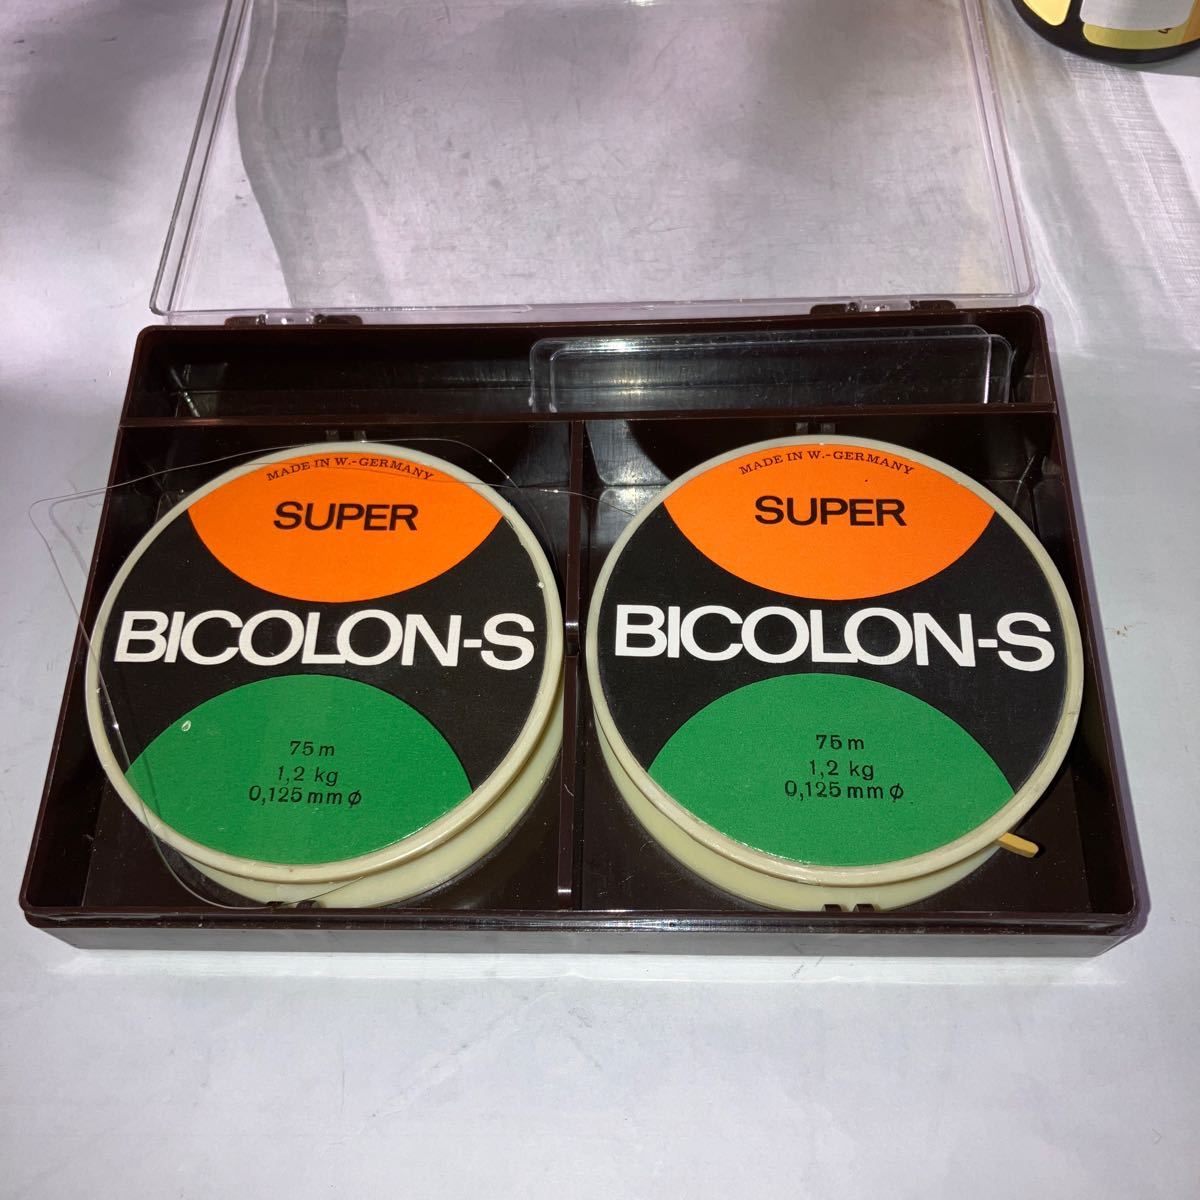 MADE IN W.-GERMANY
SUPER
BICOLON-S
75 m
1,2 kg
0,125 mm ⌀
MADE IN W.-GERMANY
SUPER
BICOLON-S
75 m
1,2 kg
0,125 mm ⌀